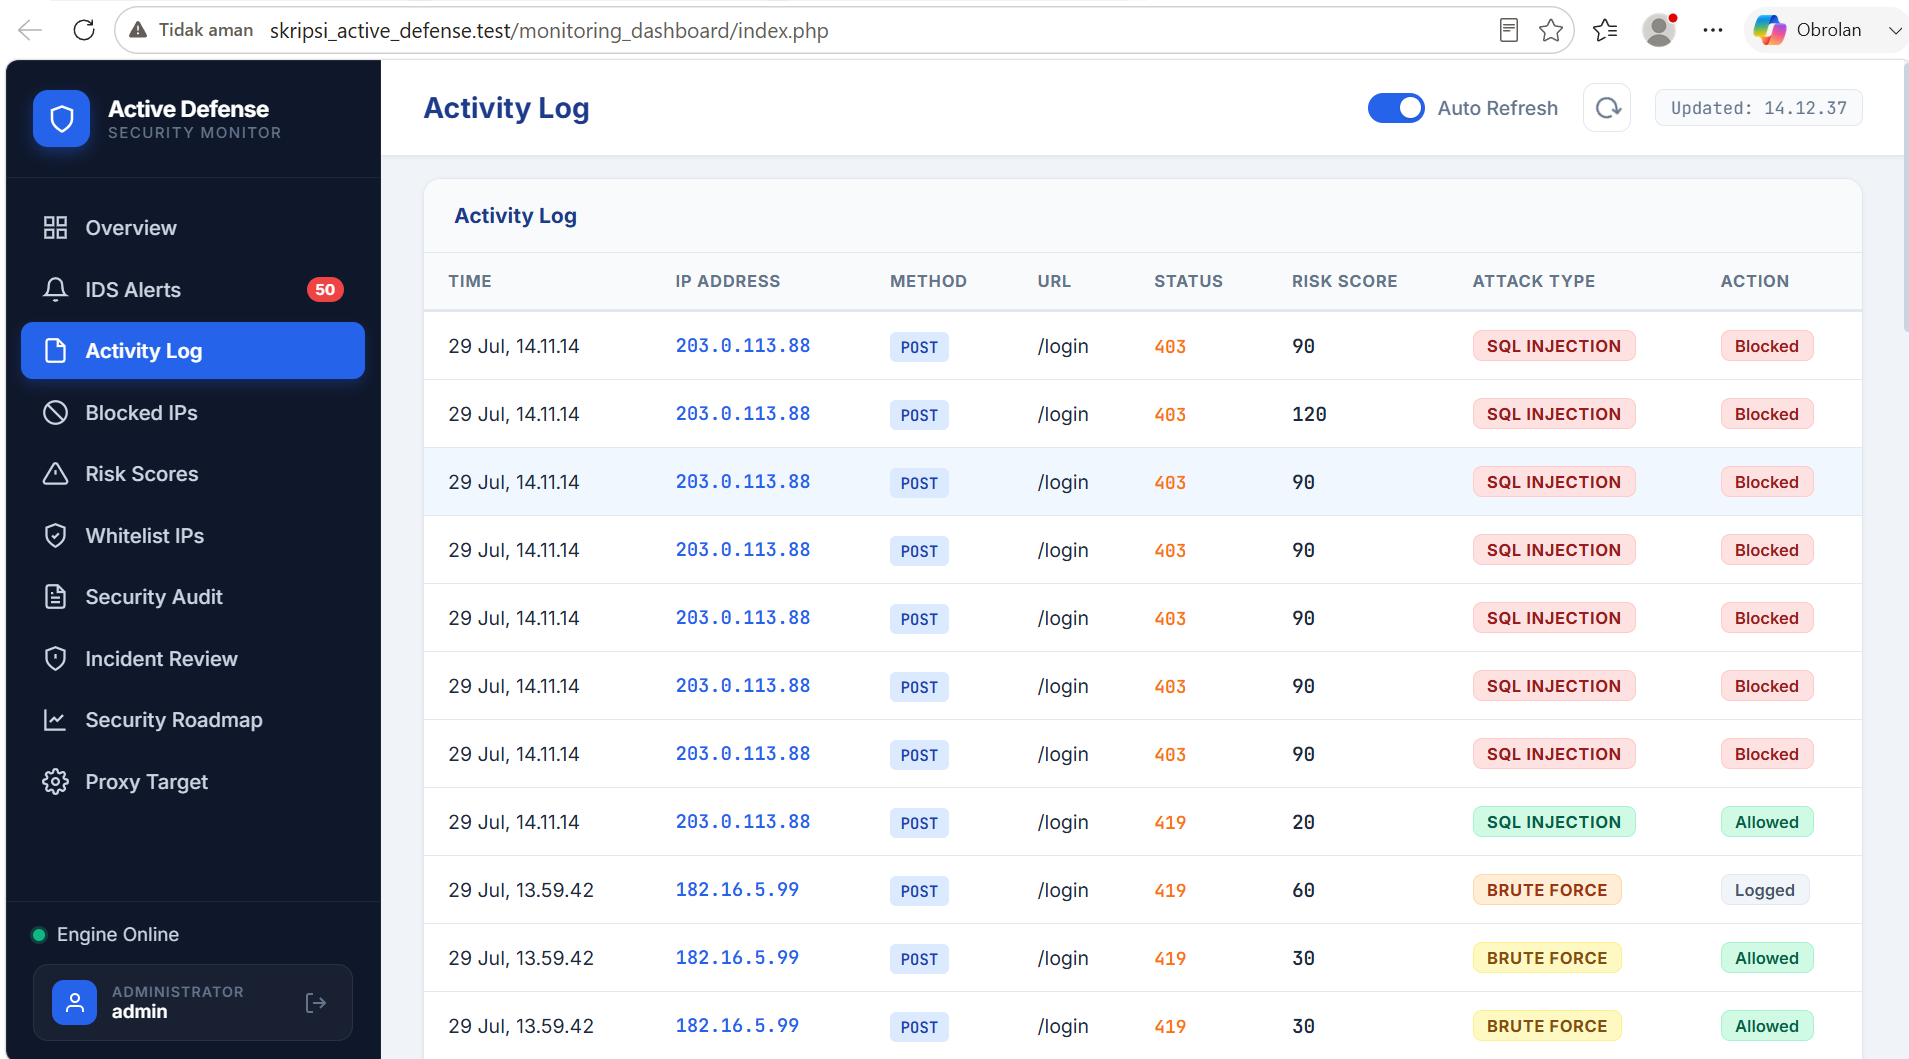 Tidak aman skripsi_active_defense.test/monitoring_dashboard/index.php Obrolan
Active Defense
SECURITY MONITOR
Overview
IDS Alerts 50
Activity Log
Blocked IPs
Risk Scores
Whitelist IPs
Security Audit
Incident Review
Security Roadmap
Proxy Target
Engine Online
ADMINISTRATOR
admin
Activity Log Auto Refresh Updated: 14.12.37
Activity Log
TIME IP ADDRESS METHOD URL STATUS RISK SCORE ATTACK TYPE ACTION
29 Jul, 14.11.14 203.0.113.88 POST /login 403 90 SQL INJECTION Blocked
29 Jul, 14.11.14 203.0.113.88 POST /login 403 120 SQL INJECTION Blocked
29 Jul, 14.11.14 203.0.113.88 POST /login 403 90 SQL INJECTION Blocked
29 Jul, 14.11.14 203.0.113.88 POST /login 403 90 SQL INJECTION Blocked
29 Jul, 14.11.14 203.0.113.88 POST /login 403 90 SQL INJECTION Blocked
29 Jul, 14.11.14 203.0.113.88 POST /login 403 90 SQL INJECTION Blocked
29 Jul, 14.11.14 203.0.113.88 POST /login 403 90 SQL INJECTION Blocked
29 Jul, 14.11.14 203.0.113.88 POST /login 419 20 SQL INJECTION Allowed
29 Jul, 13.59.42 182.16.5.99 POST /login 419 60 BRUTE FORCE Logged
29 Jul, 13.59.42 182.16.5.99 POST /login 419 30 BRUTE FORCE Allowed
29 Jul, 13.59.42 182.16.5.99 POST /login 419 30 BRUTE FORCE Allowed